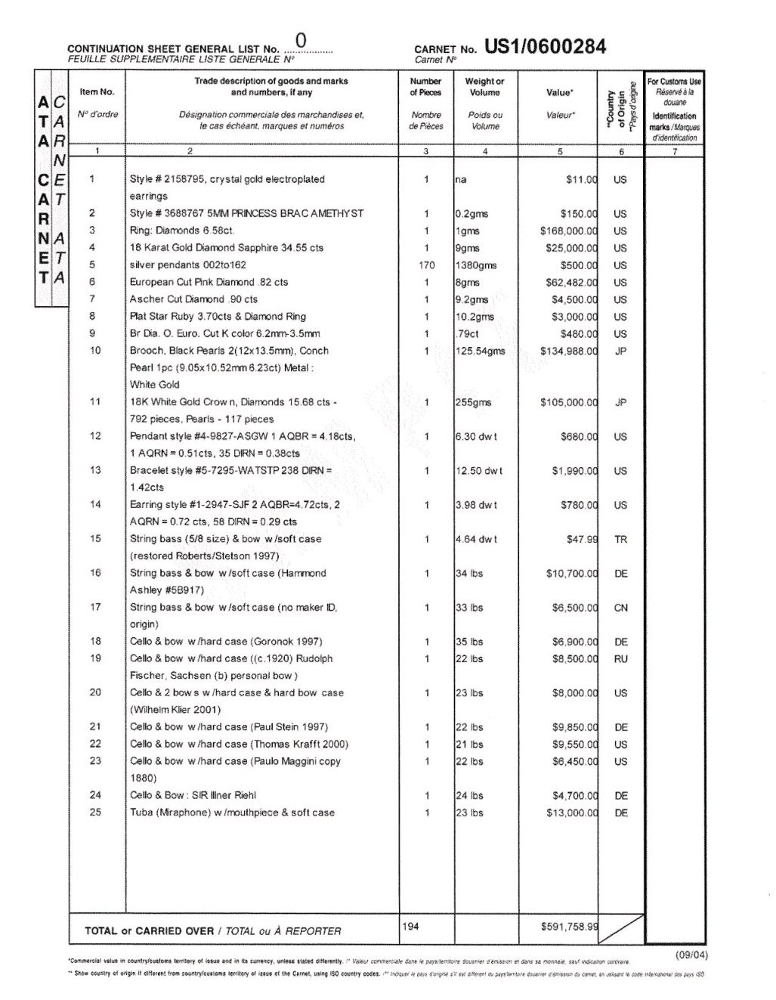 CONTINUATION SHEET GENERAL LIST No. .......0.......... CARNET No. US1/0600284
FEUILLE SUPPLEMENTAIRE LISTE GENERALE N° Carnet N°
ATA CARNET
CARNET ATA
Item No. Trade description of goods and marks and numbers, if any Number of Pieces Weight or Volume Value* **Country of Origin For Customs Use
N° d'ordre Désignation commerciale des marchandises et, le cas échéant, marques et numéros Nombre de Pièces Poids ou Volume Valeur* **Pays d'origine Réservé à la douane
Identification marks / Marques d'identification
1 2 3 4 5 6 7
1 Style # 2158795, crystal gold electroplated 1 na $11.00 US
earrings
2 Style # 3688767 5MM PRINCESS BRAC AMETHYST 1 0.2gms $150.00 US
3 Ring: Diamonds 6.58ct. 1 1gms $168,000.00 US
4 18 Karat Gold Diamond Sapphire 34.55 cts 1 9gms $25,000.00 US
5 silver pendants 002to162 170 1380gms $500.00 US
6 European Cut Pink Diamond .82 cts 1 8gms $62,482.00 US
7 Ascher Cut Diamond .90 cts 1 9.2gms $4,500.00 US
8 Plat Star Ruby 3.70cts & Diamond Ring 1 10.2gms $3,000.00 US
9 Br Dia. O. Euro. Cut K color 6.2mm-3.5mm 1 .79ct $480.00 US
10 Brooch, Black Pearls 2(12x13.5mm), Conch 1 125.54gms $134,988.00 JP
Pearl 1pc (9.05x10.52mm 6.23ct) Metal :
White Gold
11 18K White Gold Crown, Diamonds 15.68 cts - 1 255gms $105,000.00 JP
792 pieces, Pearls - 117 pieces
12 Pendant style #4-9827-ASGW 1 AQBR = 4.18cts, 1 6.30 dwt $680.00 US
1 AQRN = 0.51cts, 35 DIRN = 0.38cts
13 Bracelet style #5-7295-WATSTP 238 DIRN = 1 12.50 dwt $1,990.00 US
1.42cts
14 Earring style #1-2947-SJF 2 AQBR=4.72cts, 2 1 3.98 dwt $780.00 US
AQRN = 0.72 cts, 58 DIRN = 0.29 cts
15 String bass (5/8 size) & bow w/soft case 1 4.64 dwt $47.99 TR
(restored Roberts/Stetson 1997)
16 String bass & bow w/soft case (Hammond 1 34 lbs $10,700.00 DE
Ashley #5B917)
17 String bass & bow w/soft case (no maker ID, 1 33 lbs $6,500.00 CN
origin)
18 Cello & bow w/hard case (Goronok 1997) 1 35 lbs $6,900.00 DE
19 Cello & bow w/hard case ((c.1920) Rudolph 1 22 lbs $8,500.00 RU
Fischer, Sachsen (b) personal bow)
20 Cello & 2 bows w/hard case & hard bow case 1 23 lbs $8,000.00 US
(Wilhelm Klier 2001)
21 Cello & bow w/hard case (Paul Stein 1997) 1 22 lbs $9,850.00 DE
22 Cello & bow w/hard case (Thomas Krafft 2000) 1 21 lbs $9,550.00 US
23 Cello & bow w/hard case (Paulo Maggini copy 1 22 lbs $6,450.00 US
1880)
24 Cello & Bow : SIR Illner Riehl 1 24 lbs $4,700.00 DE
25 Tuba (Miraphone) w/mouthpiece & soft case 1 23 lbs $13,000.00 DE
TOTAL or CARRIED OVER / TOTAL ou À REPORTER 194 $591,758.99
(09/04)
*Commercial value in country/customs territory of issue and in its currency, unless stated differently. /* Valeur commerciale dans le pays/territoire douanier d'émission et dans sa monnaie, sauf indication contraire.
** Show country of origin if different from country/customs territory of issue of the Carnet, using ISO country codes. /** Indiquer le pays d'origine s'il est différent du pays/territoire douanier d'émission du carnet, en utilisant le code international des pays ISO